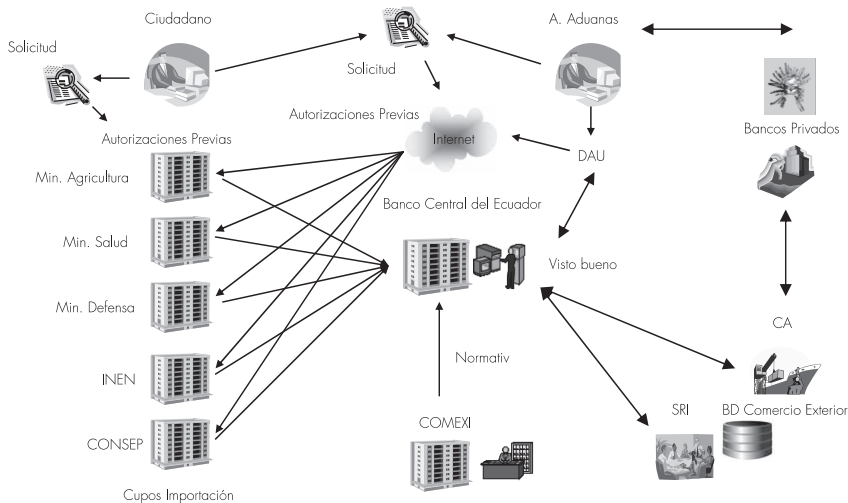 Ciudadano
A. Aduanas
Solicitud
Solicitud
Autorizaciones Previas
Autorizaciones Previas
Internet
Bancos Privados
DAU
Min. Agricultura
Banco Central del Ecuador
Min. Salud
Visto bueno
Min. Defensa
CA
INEN
Normativ
SRI
BD Comercio Exterior
COMEXI
CONSEP
Cupos Importación